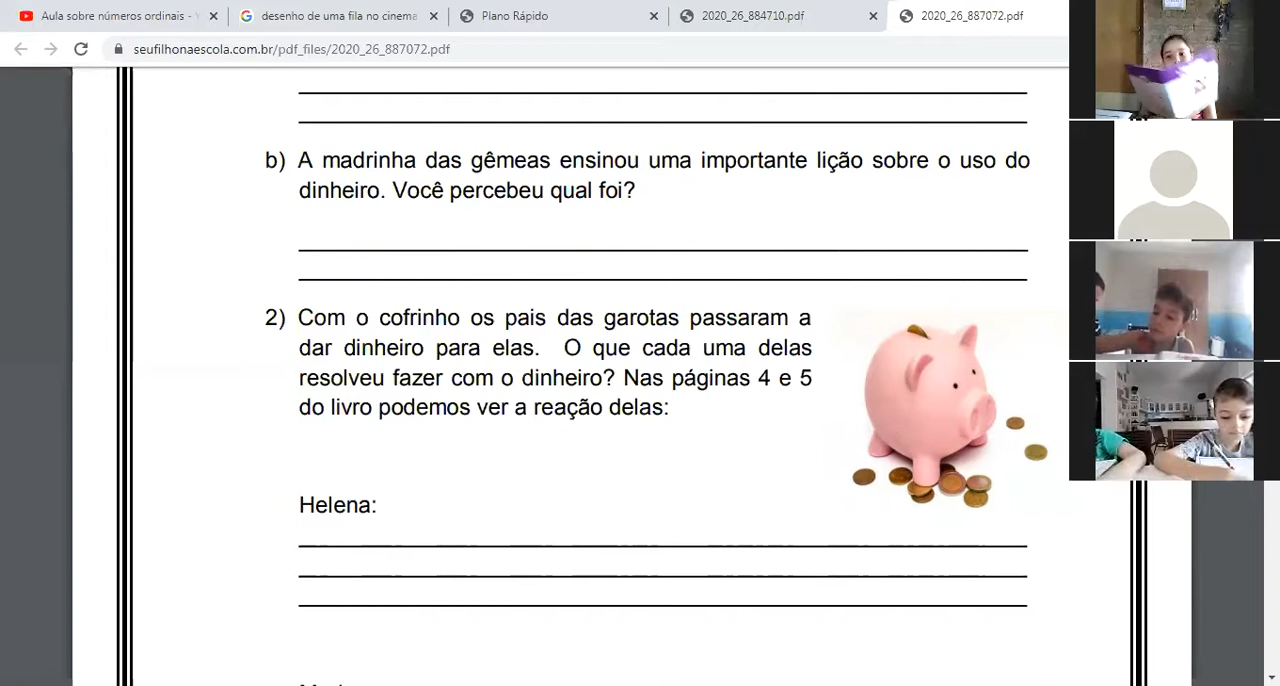 Aula sobre números ordinais - Y
desenho de uma fila no cinema
Plano Rápido
2020_26_884710.pdf
2020_26_887072.pdf
seufilhonaescola.com.br/pdf_files/2020_26_887072.pdf
b) A madrinha das gêmeas ensinou uma importante lição sobre o uso do
dinheiro. Você percebeu qual foi?
2) Com o cofrinho os pais das garotas passaram a
dar dinheiro para elas. O que cada uma delas
resolveu fazer com o dinheiro? Nas páginas 4 e 5
do livro podemos ver a reação delas:
Helena: